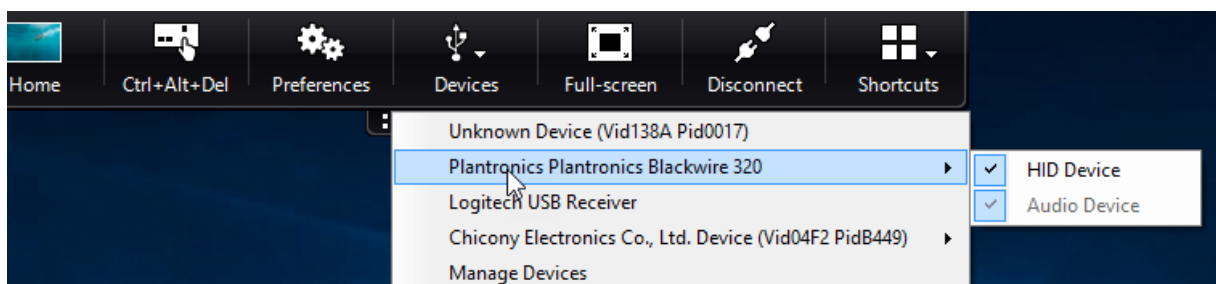 Home Ctrl+Alt+Del Preferences Devices Full-screen Disconnect Shortcuts
Unknown Device (Vid138A Pid0017)
Plantronics Plantronics Blackwire 320
HID Device
Logitech USB Receiver
Audio Device
Chicony Electronics Co., Ltd. Device (Vid04F2 PidB449)
Manage Devices